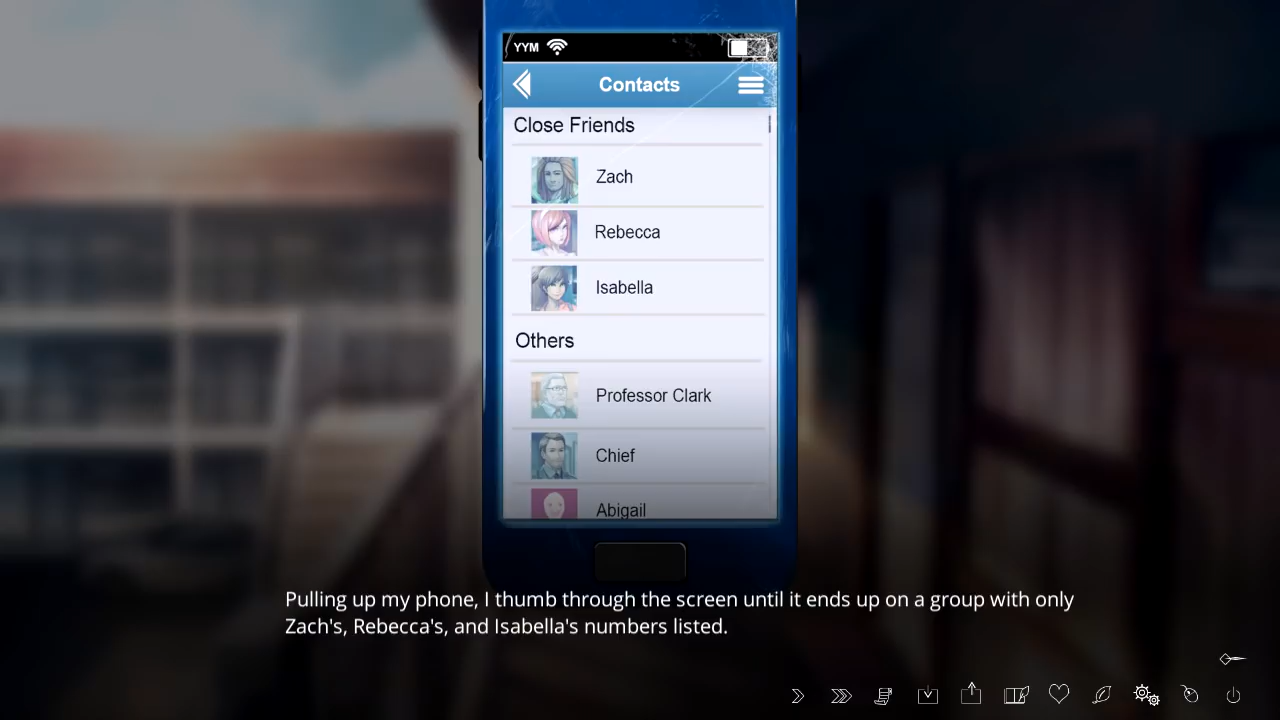 YYM
Contacts
Close Friends
Zach
Rebecca
Isabella
Others
Professor Clark
Chief
Abigail
Pulling up my phone, I thumb through the screen until it ends up on a group with only
Zach's, Rebecca's, and Isabella's numbers listed.